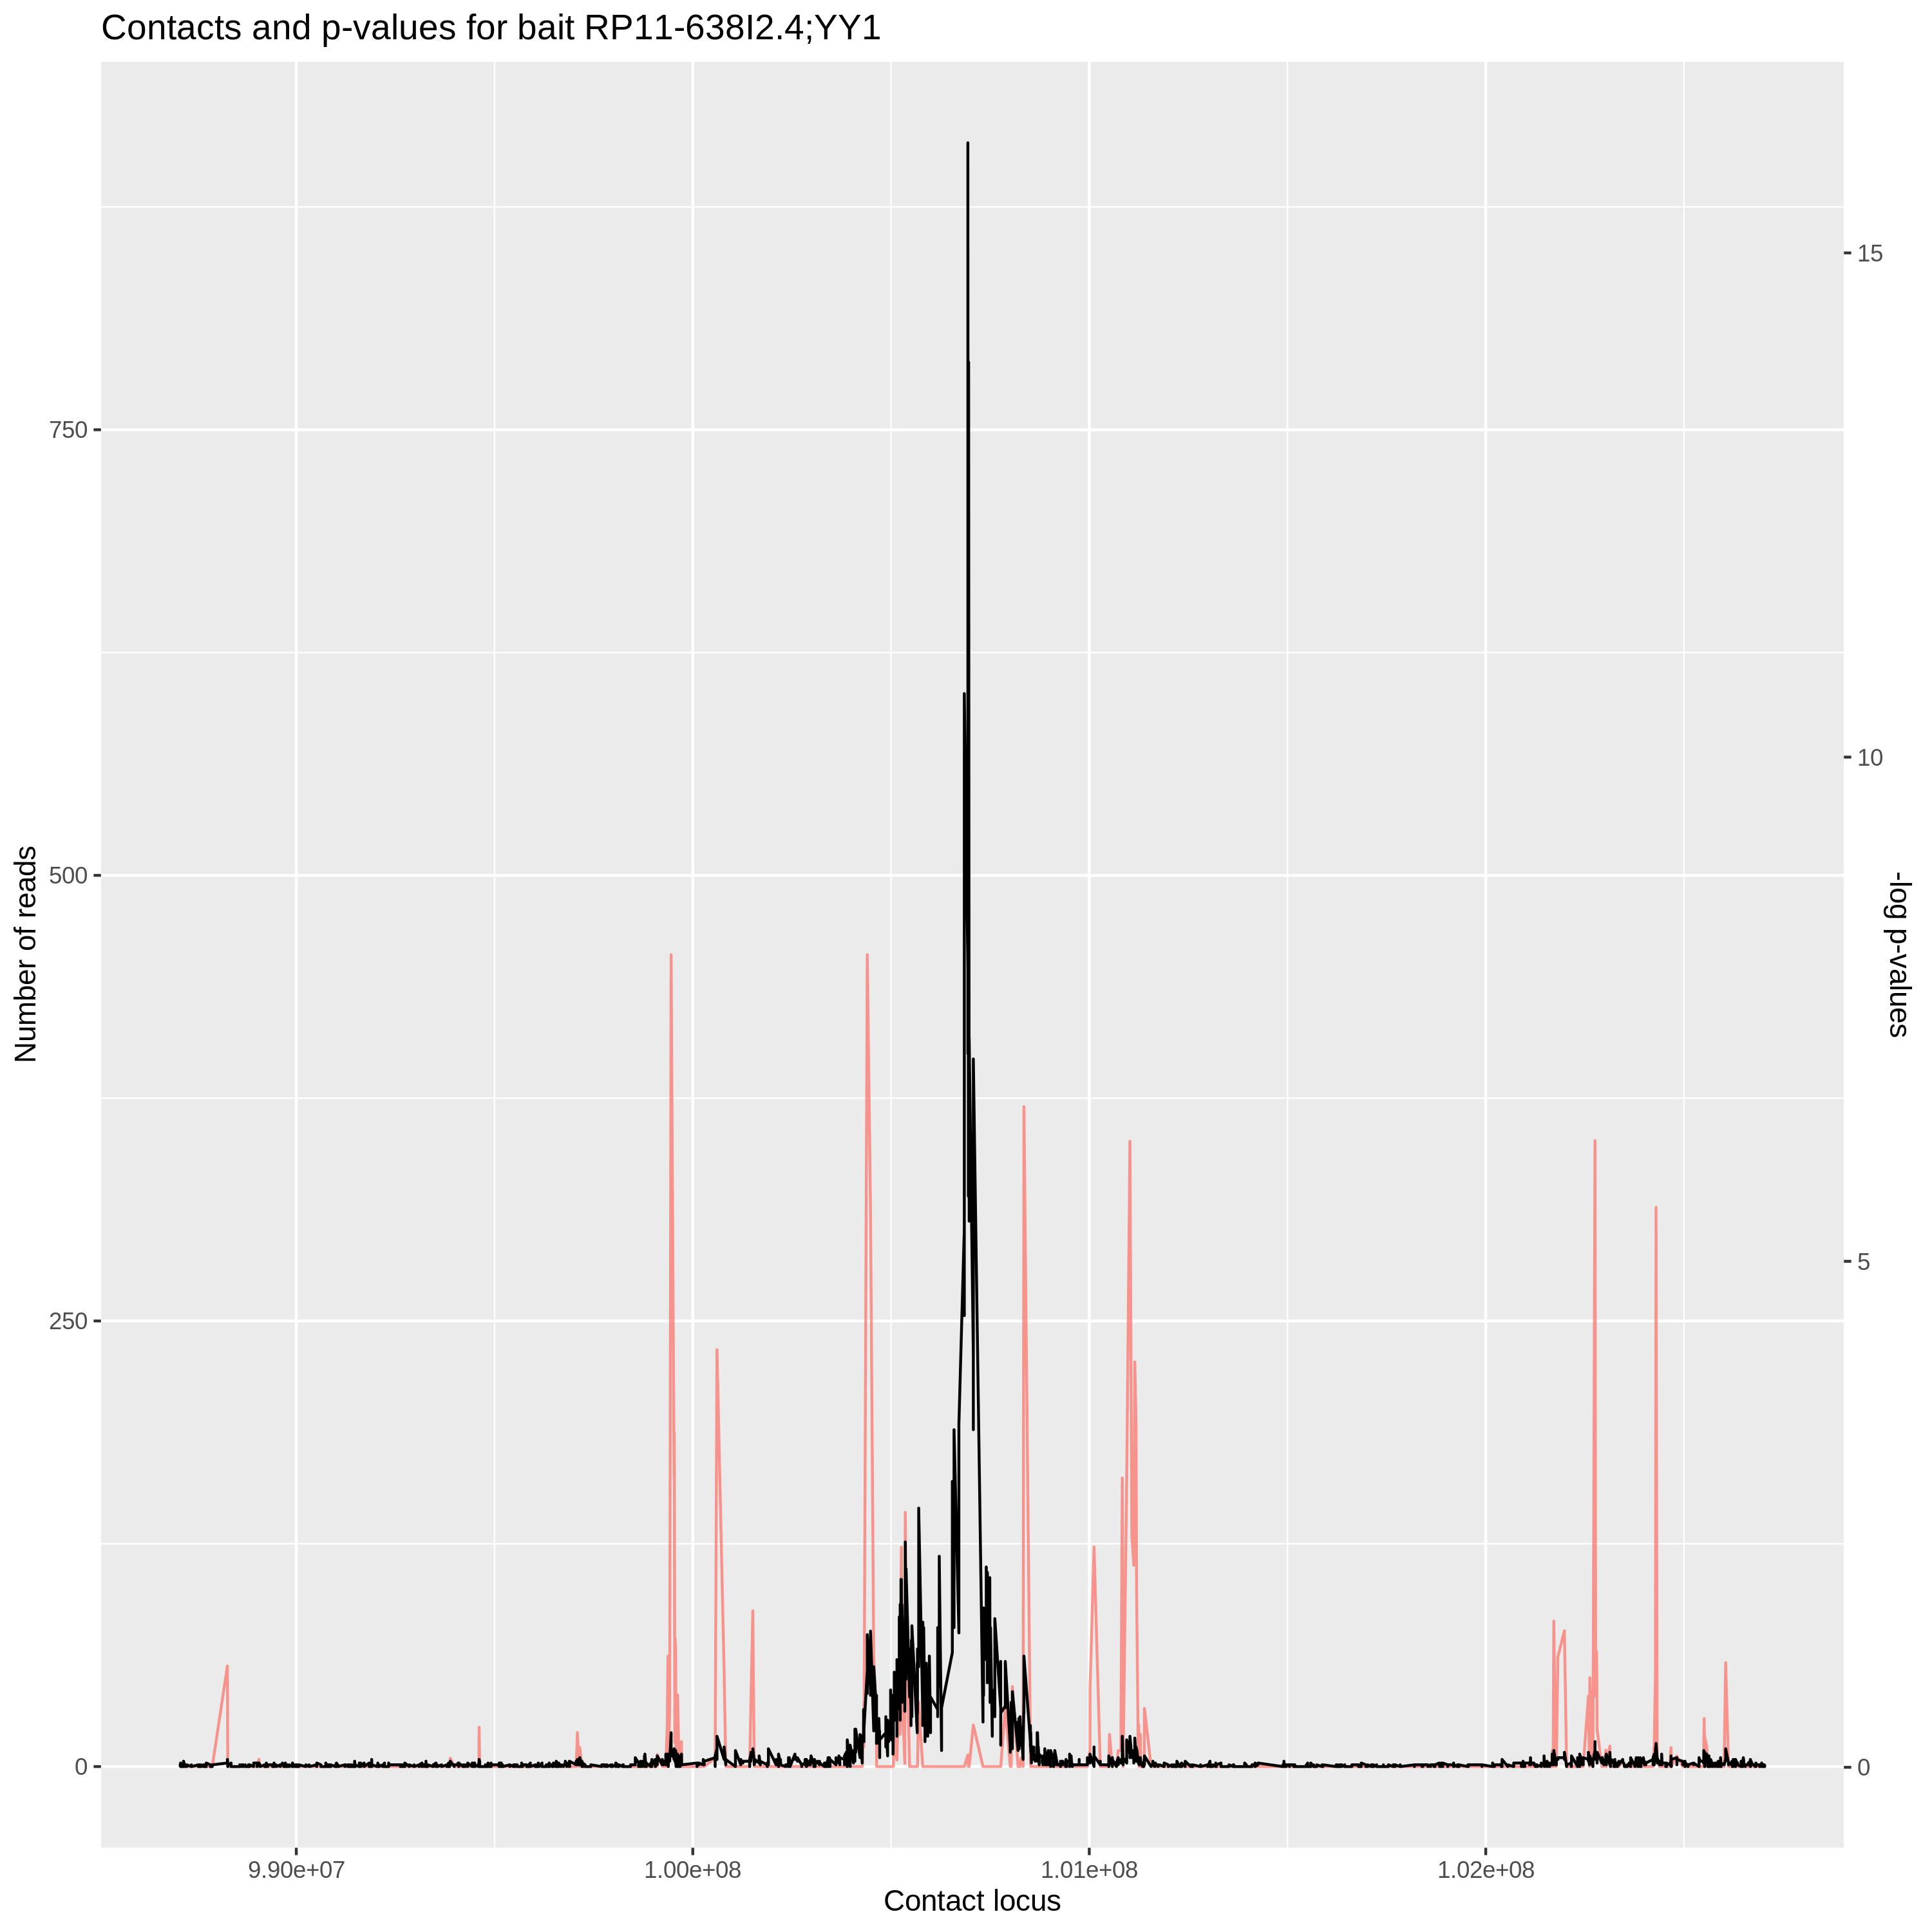 Contacts and p-values for bait RP11-638I2.4;YY1
750
500
250
0
Number of reads
15
10
5
0
-log p-values
9.90e+07
1.00e+08
1.01e+08
1.02e+08
Contact locus